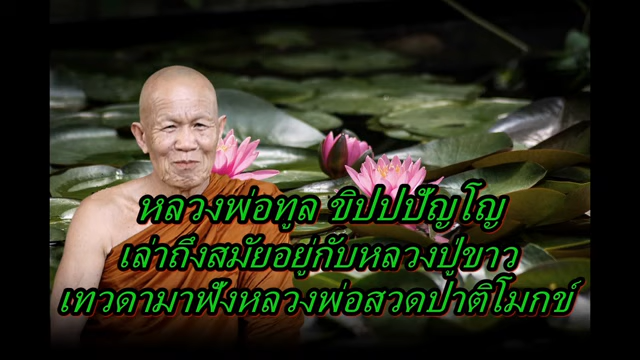 หลวงพ่อทูล ขิปปปัญโญ
เล่าถึงสมัยอยู่กับหลวงปู่ขาว
เทวดามาฟังหลวงพ่อสวดปาติโมกข์